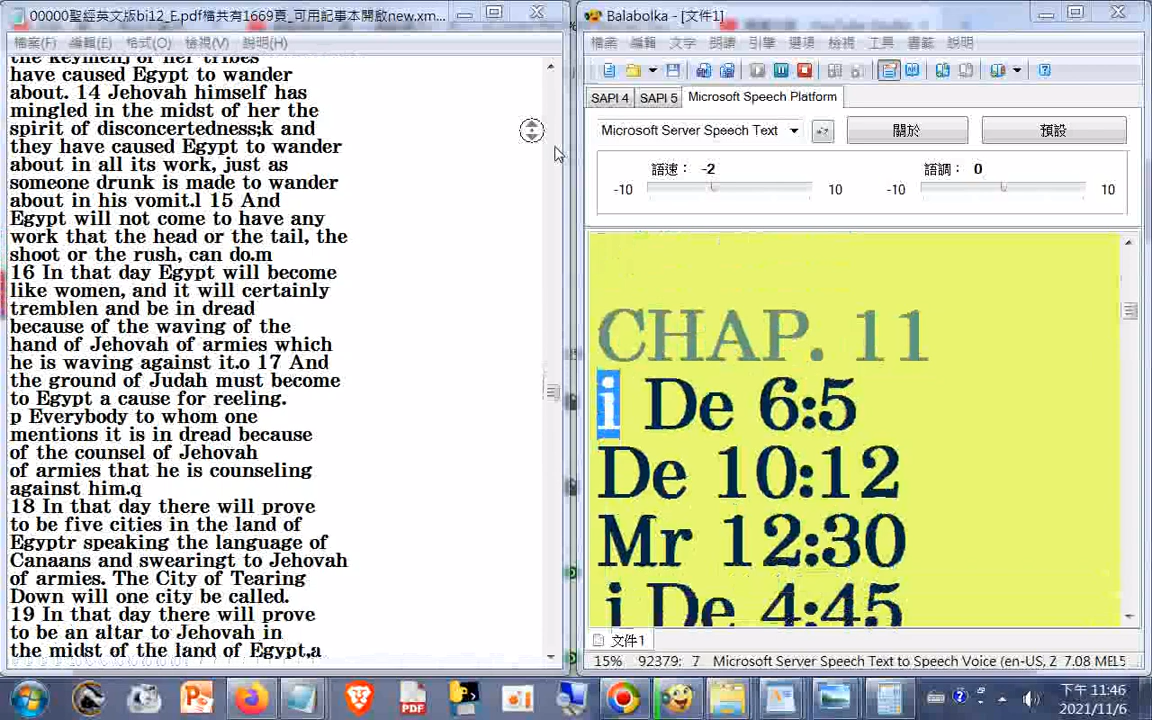 00000聖經英文版bi12_E.pdf檔共有1669頁_可用記事本開啟new.xm...
檔案(F) 編輯(E) 格式(O) 檢視(V) 說明(H)
the keymen,j of her tribes
have caused Egypt to wander
about. 14 Jehovah himself has
mingled in the midst of her the
spirit of disconcertedness;k and
they have caused Egypt to wander
about in all its work, just as
someone drunk is made to wander
about in his vomit.l 15 And
Egypt will not come to have any
work that the head or the tail, the
shoot or the rush, can do.m
16 In that day Egypt will become
like women, and it will certainly
tremblen and be in dread
because of the waving of the
hand of Jehovah of armies which
he is waving against it.o 17 And
the ground of Judah must become
to Egypt a cause for reeling.
p Everybody to whom one
mentions it is in dread because
of the counsel of Jehovah
of armies that he is counseling
against him.q
18 In that day there will prove
to be five cities in the land of
Egyptr speaking the language of
Canaans and swearingt to Jehovah
of armies. The City of Tearing
Down will one city be called.
19 In that day there will prove
to be an altar to Jehovah in
the midst of the land of Egypt,a
Balabolka - [文件1]
檔案 編輯 文字 朗讀 引擎 選項 檢視 工具 書籤 說明
SAPI 4 SAPI 5 Microsoft Speech Platform
Microsoft Server Speech Text 關於 預設
語速： -2 語調： 0
-10 10 -10 10
CHAP. 11
i De 6:5
De 10:12
Mr 12:30
j De 4:45
文件1
15% 92379: 7 Microsoft Server Speech Text to Speech Voice (en-US, 2 7.08 MB
PDF
下午 11:46
2021/11/6